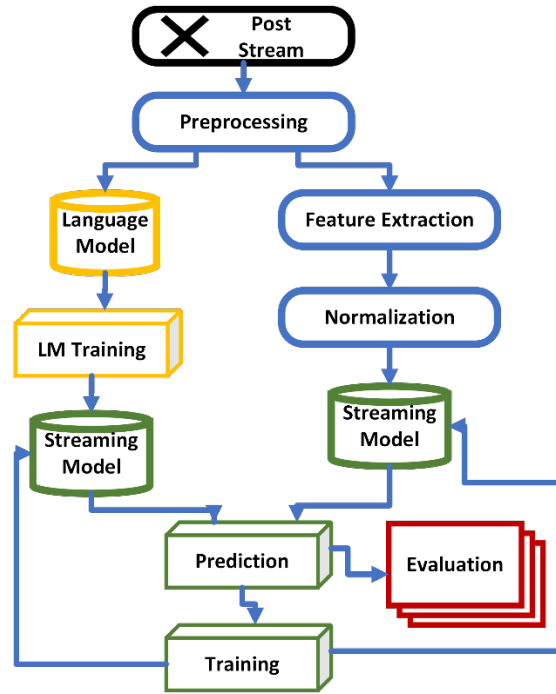 Post
Stream
Preprocessing
Language
Model
Feature Extraction
LM Training
Normalization
Streaming
Model
Streaming
Model
Prediction
Evaluation
Training